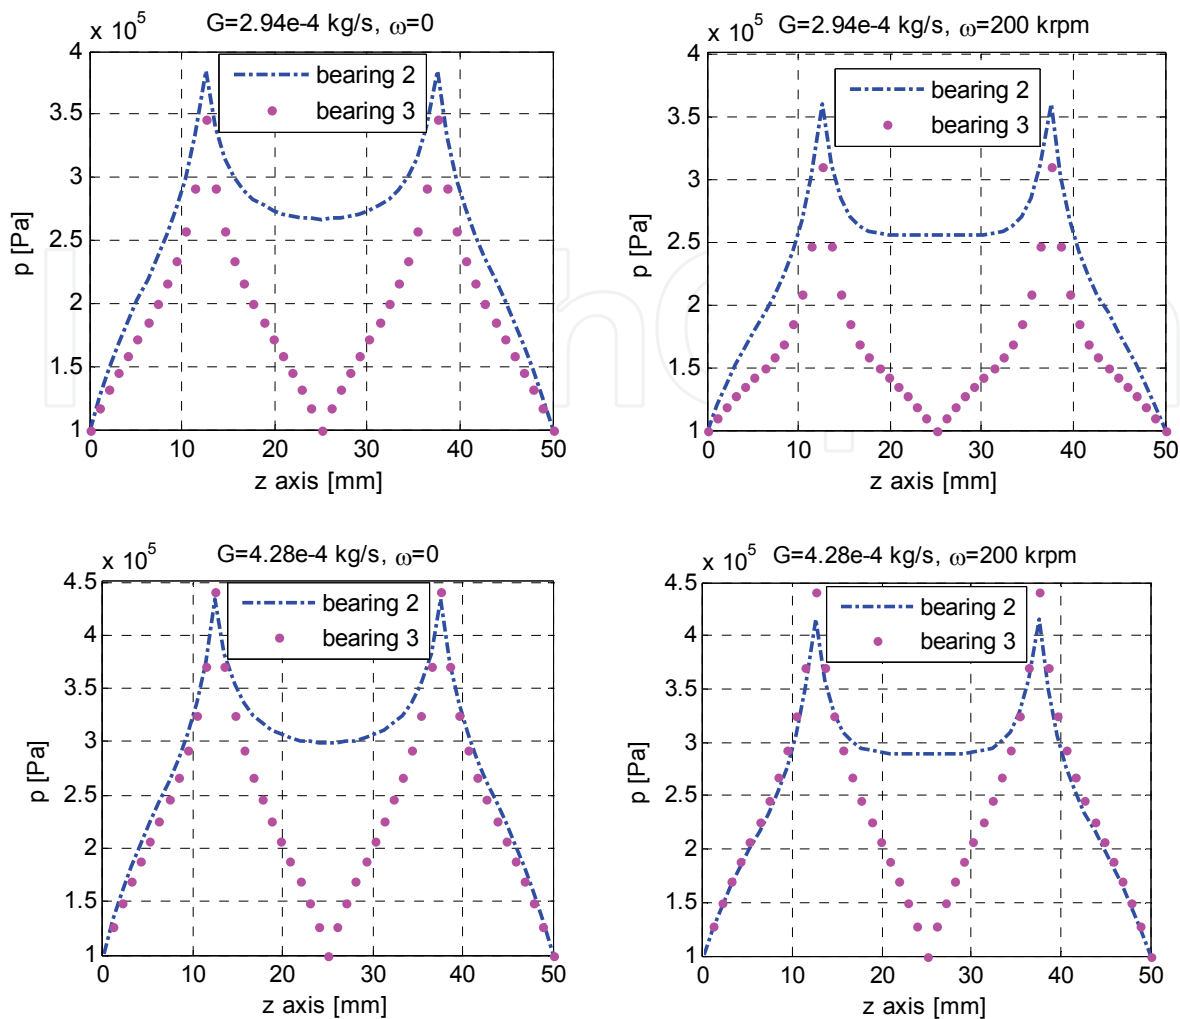 x 10^5
G=2.94e-4 kg/s, ω=0
4
3.5
3
2.5
2
1.5
1
p [Pa]
bearing 2
bearing 3
0 10 20 30 40 50
z axis [mm]
x 10^5
G=2.94e-4 kg/s, ω=200 krpm
4
3.5
3
2.5
2
1.5
1
p [Pa]
bearing 2
bearing 3
0 10 20 30 40 50
z axis [mm]
x 10^5
G=4.28e-4 kg/s, ω=0
4.5
4
3.5
3
2.5
2
1.5
1
p [Pa]
bearing 2
bearing 3
0 10 20 30 40 50
z axis [mm]
x 10^5
G=4.28e-4 kg/s, ω=200 krpm
4.5
4
3.5
3
2.5
2
1.5
1
p [Pa]
bearing 2
bearing 3
0 10 20 30 40 50
z axis [mm]